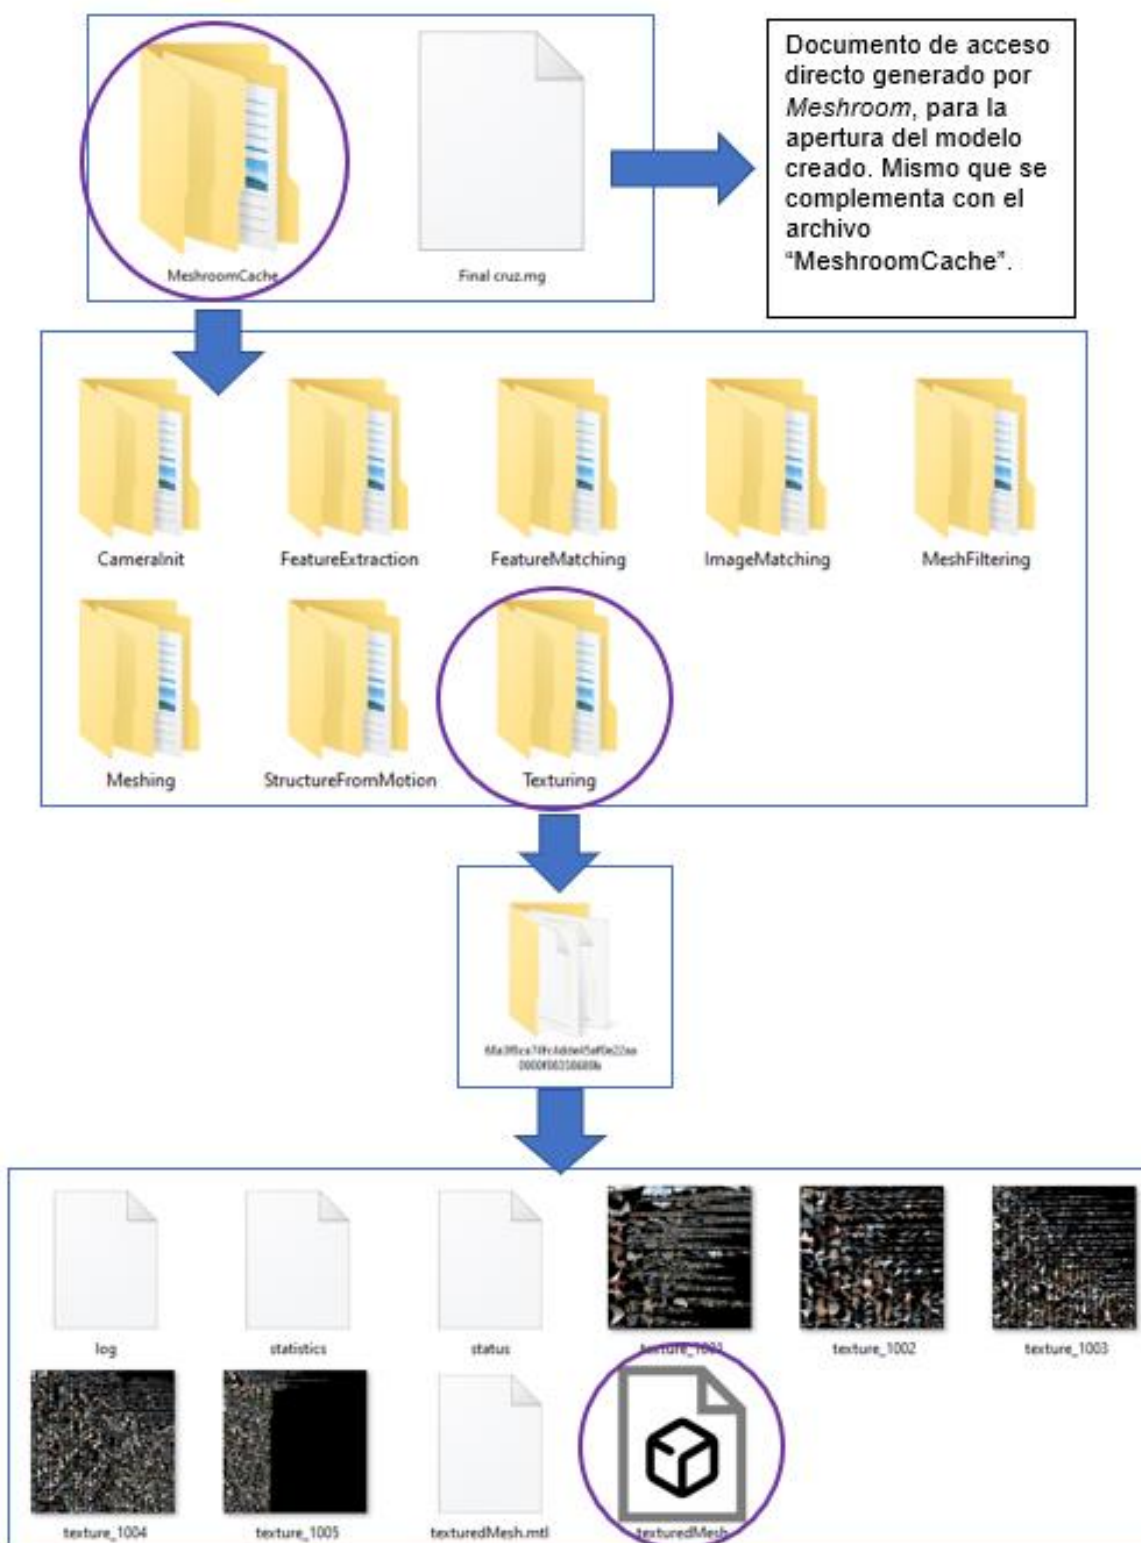 Documento de acceso
directo generado por
Meshroom, para la
apertura del modelo
creado. Mismo que se
complementa con el
archivo
“MeshroomCache”.
MeshroomCache
Final cruz.mg
CameraInit
FeatureExtraction
FeatureMatching
ImageMatching
MeshFiltering
Meshing
StructureFromMotion
Texturing
log
statistics
status
texture_1001
texture_1002
texture_1003
texture_1004
texture_1005
texturedMesh.mtl
texturedMesh